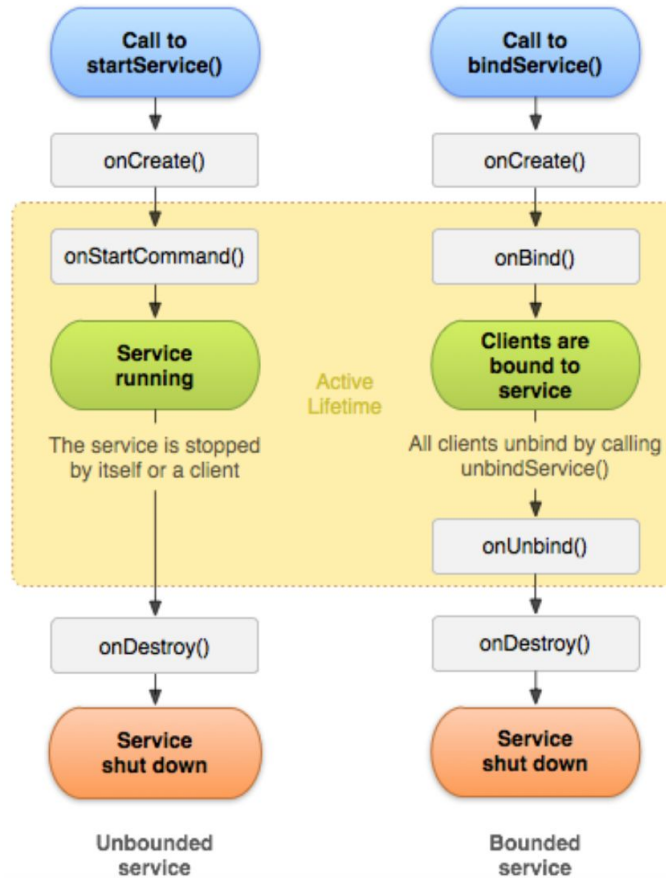 Call to
startService()
onCreate()
onStartCommand()
Service
running
The service is stopped
by itself or a client
onDestroy()
Service
shut down
Unbounded
service
Active
Lifetime
Call to
bindService()
onCreate()
onBind()
Clients are
bound to
service
All clients unbind by calling
unbindService()
onUnbind()
onDestroy()
Service
shut down
Bounded
service